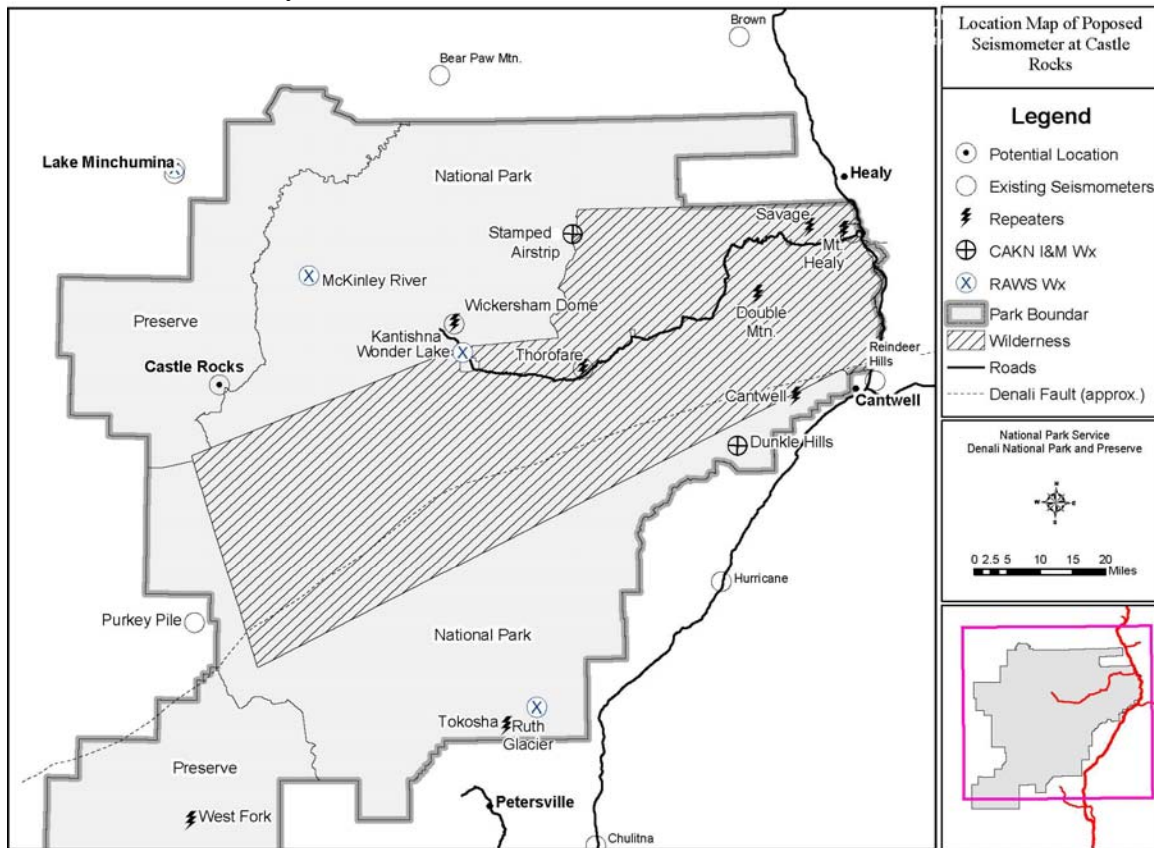 Brown
Bear Paw Mtn.
Lake Minchumina
National Park
Healy
Savage
Stamped
Airstrip
Mt.
Healy
McKinley River
Preserve
Wickersham Dome
Double
Mtn.
Kantishna
Wonder Lake
Thorofare
Reindeer
Hills
Castle Rocks
Cantwell
Cantwell
Dunkle Hills
Hurricane
Purkey Pile
National Park
Tokosha
Ruth
Glacier
Preserve
West Fork
Petersville
Chulitna
Location Map of Poposed
Seismometer at Castle
Rocks
Legend
Potential Location
Existing Seismometers
Repeaters
CAKN I&M Wx
RAWS Wx
Park Boundar
Wilderness
Roads
Denali Fault (approx.)
National Park Service
Denali National Park and Preserve
N
W
E
S
0 2.5 5 10 15 20
Miles